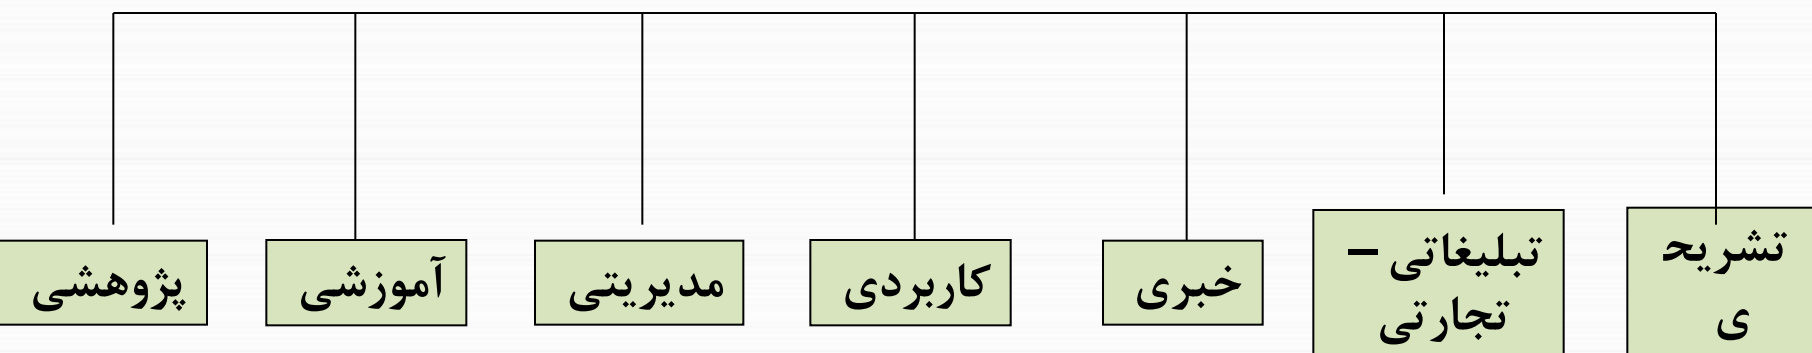 تشریح
ی
تبلیغاتی –
تجارتی
خبری
کاربردی
مدیریتی
آموزشی
پژوهشی